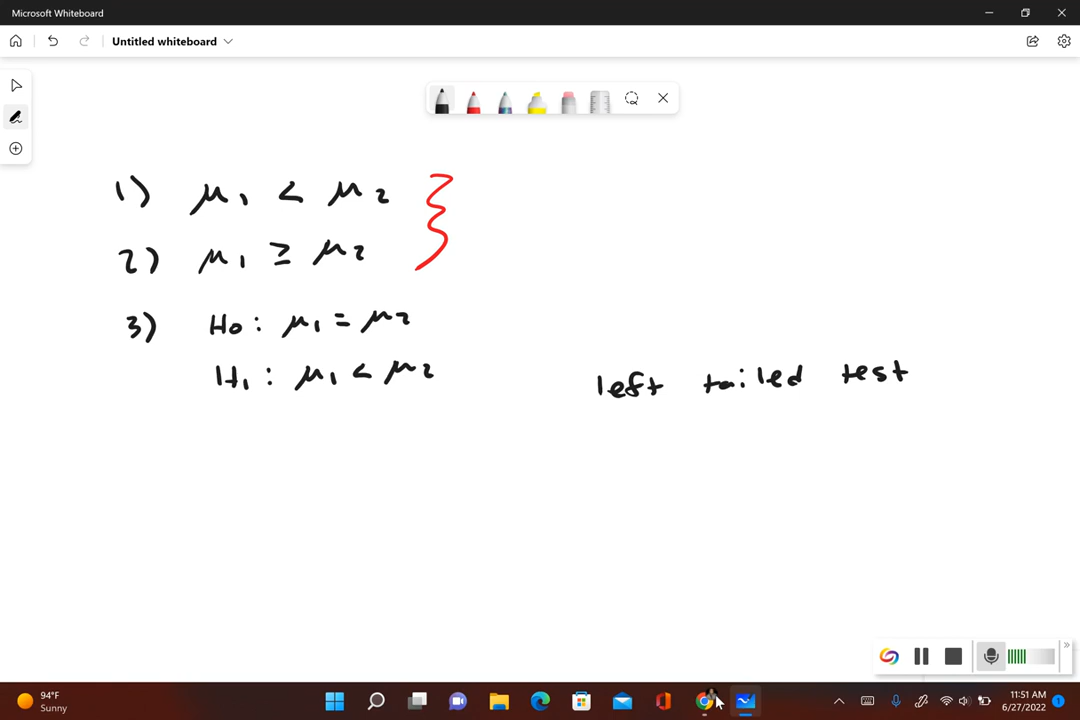 Microsoft Whiteboard
Untitled whiteboard
1) μ1 < μ2
2) μ1 ≥ μ2
3) H0: μ1 = μ2
H1: μ1 < μ2
left tailed test
94°F
Sunny
11:51 AM
6/27/2022
1